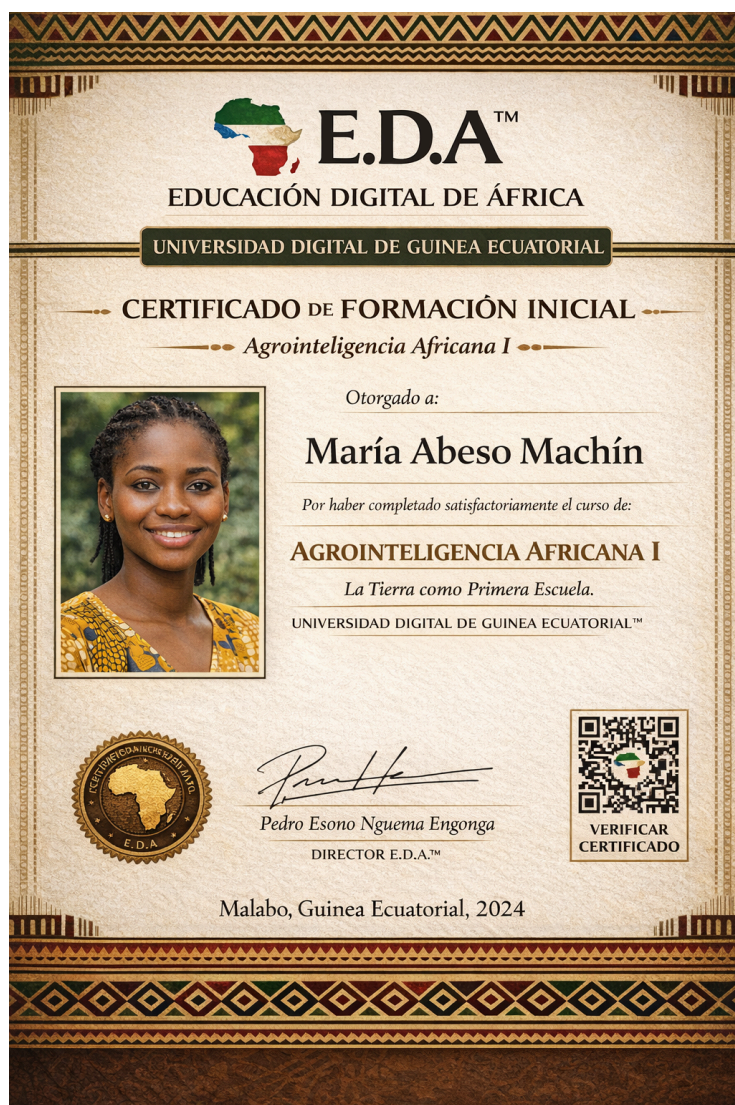 E.D.A™
EDUCACIÓN DIGITAL DE ÁFRICA
UNIVERSIDAD DIGITAL DE GUINEA ECUATORIAL
CERTIFICADO DE FORMACIÓN INICIAL
Agrointeligencia Africana I
Otorgado a:
María Abeso Machín
Por haber completado satisfactoriamente el curso de:
AGROINTELIGENCIA AFRICANA I
La Tierra como Primera Escuela.
UNIVERSIDAD DIGITAL DE GUINEA ECUATORIAL™
E.D.A
Pedro Esono Nguema Engonga
DIRECTOR E.D.A.™
VERIFICAR
CERTIFICADO
Malabo, Guinea Ecuatorial, 2024